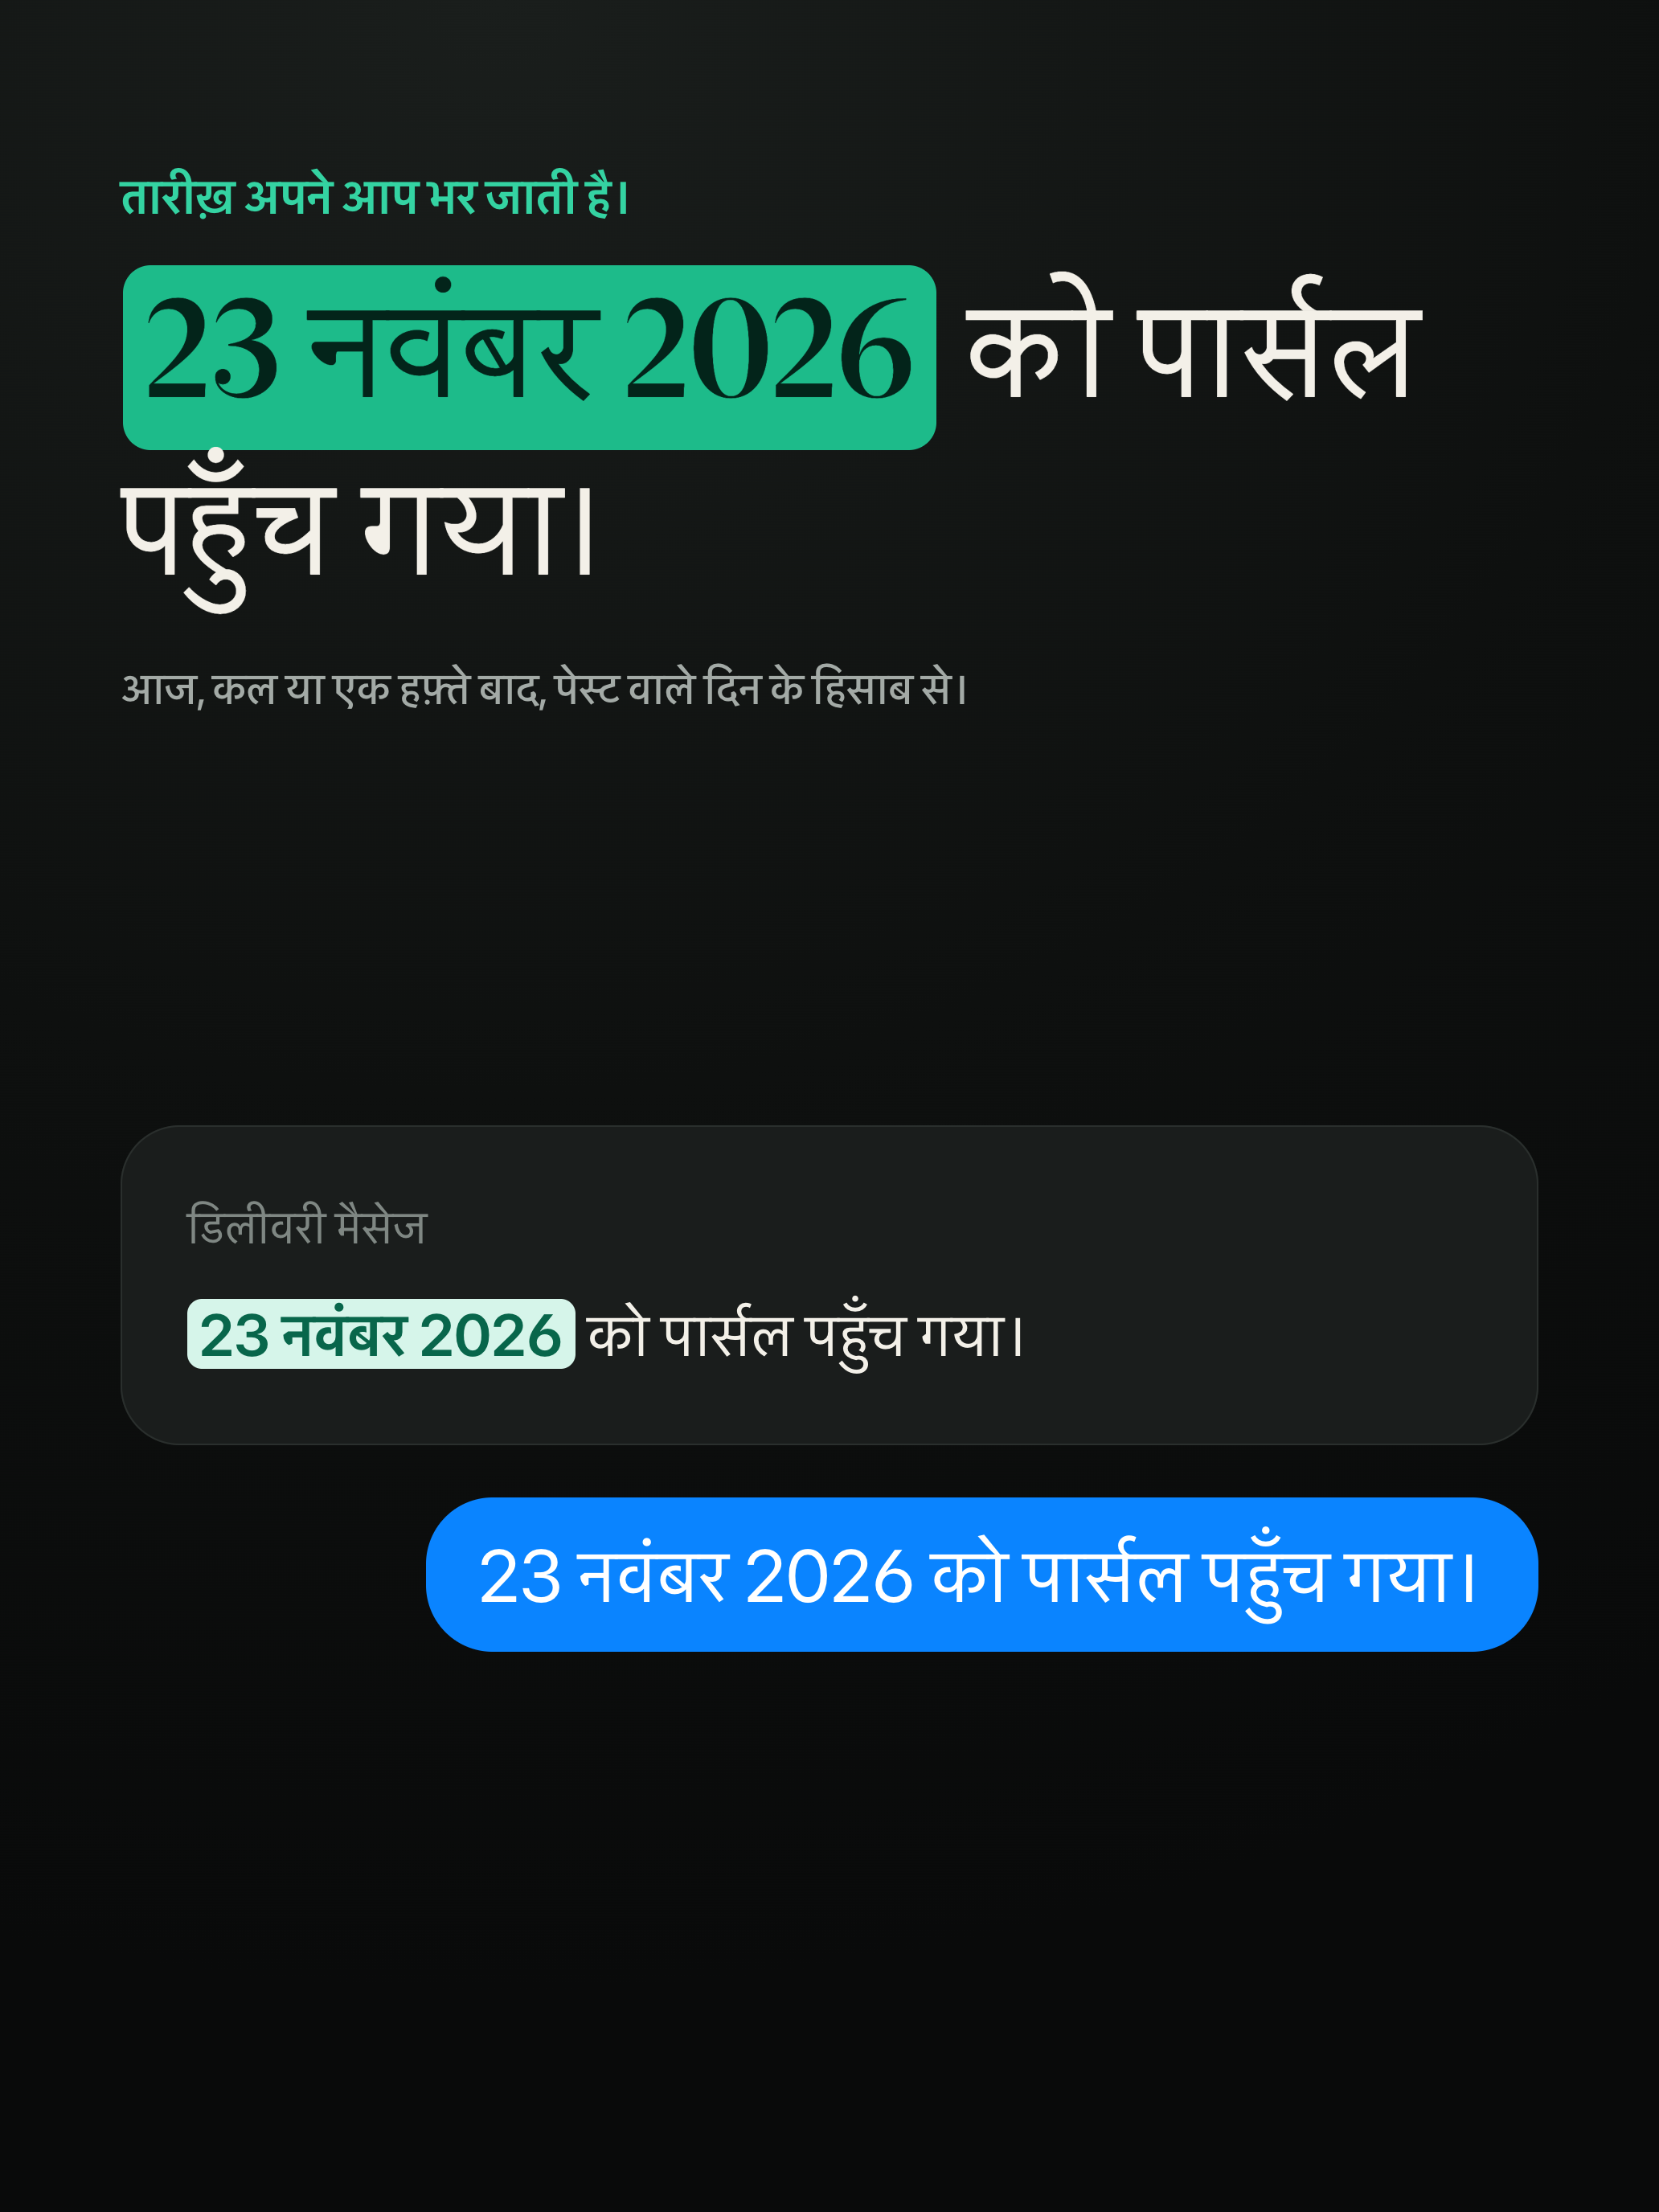 तारीख़ अपने आप भर जाती है।
23 नवंबर 2026 को पार्सल
पहुँच गया।
आज, कल या एक हफ़्ते बाद, पेस्ट वाले दिन के हिसाब से।
डिलीवरी मैसेज
23 नवंबर 2026 को पार्सल पहुँच गया।
23 नवंबर 2026 को पार्सल पहुँच गया।